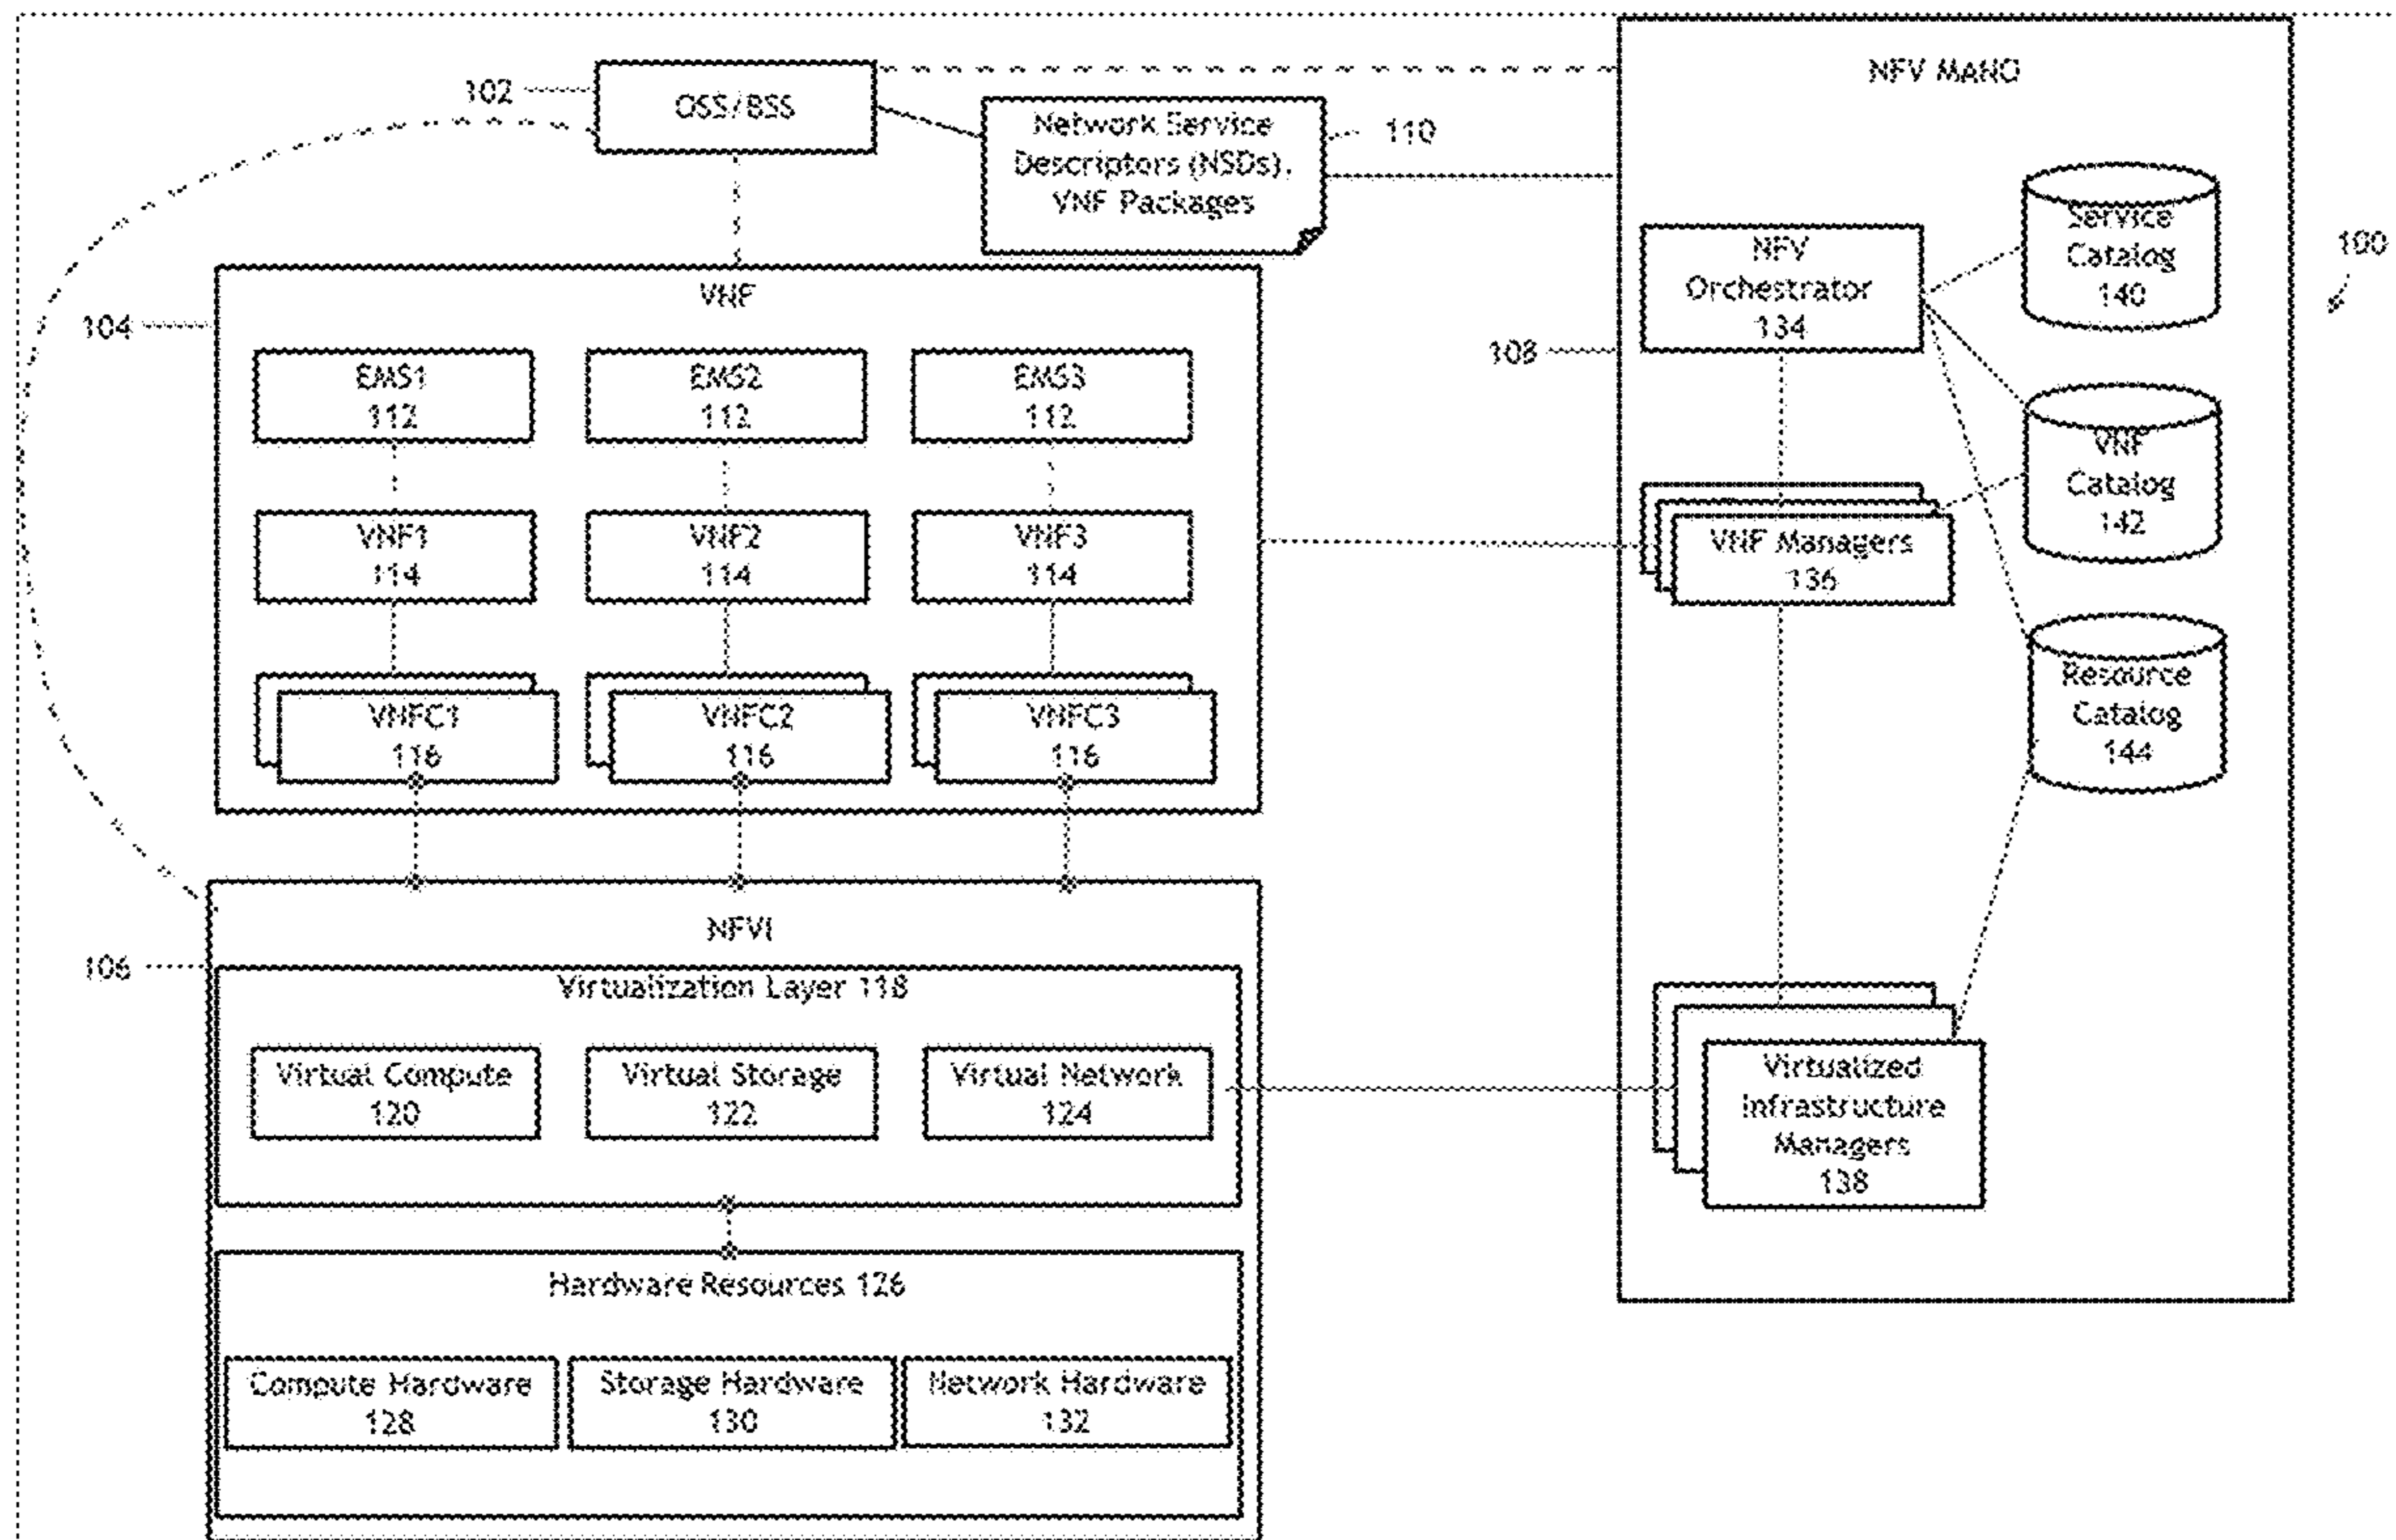 102
OSS/BSS
NFV MANO
Network Service
Descriptors (NSDs),
VNF Packages
110
100
104
VNF
EMS1
112
EMS2
112
EMS3
112
VNF1
114
VNF2
114
VNF3
114
VNFC1
116
VNFC2
116
VNFC3
116
108
NFV
Orchestrator
134
Service
Catalog
140
VNF
Catalog
142
VNF Managers
136
Resource
Catalog
144
NFVI
106
Virtualization Layer 118
Virtual Compute
120
Virtual Storage
122
Virtual Network
124
Virtualized
Infrastructure
Managers
138
Hardware Resources 126
Compute Hardware
128
Storage Hardware
130
Network Hardware
132